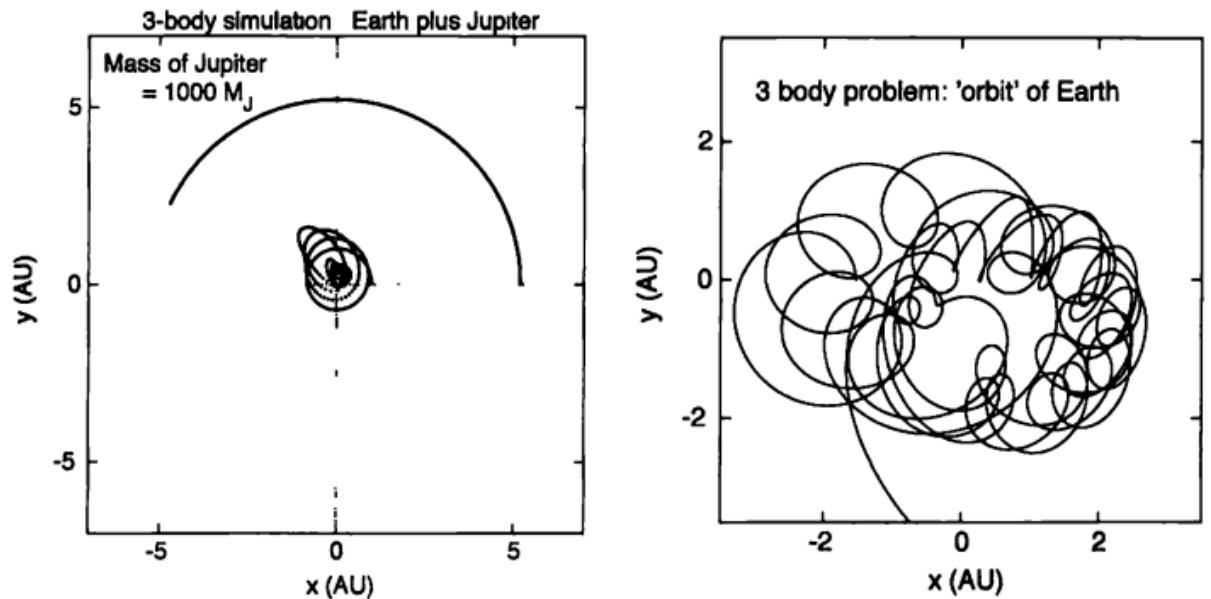 3-body simulation Earth plus Jupiter
Mass of Jupiter
= 1000 M_J
5
0
-5
y (AU)
-5
0
5
x (AU)
3 body problem: 'orbit' of Earth
2
0
-2
y (AU)
-2
0
2
x (AU)